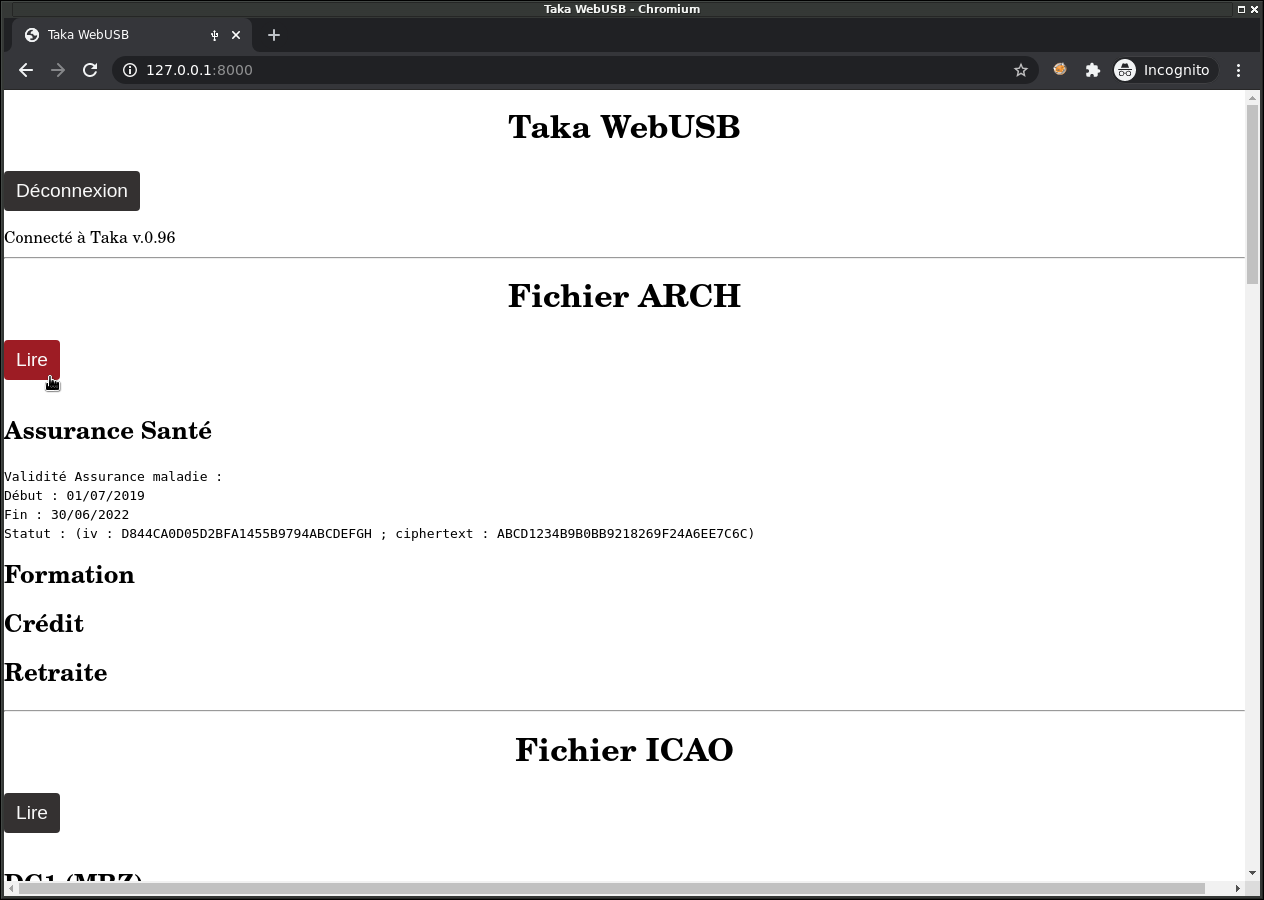 Taka WebUSB - Chromium
Taka WebUSB
127.0.0.1:8000
Incognito
Taka WebUSB
Déconnexion
Connecté à Taka v.0.96
Fichier ARCH
Lire
Assurance Santé
Validité Assurance maladie :
Début : 01/07/2019
Fin : 30/06/2022
Statut : (iv : D844CA0D05D2BFA1455B9794ABCDEFGH ; ciphertext : ABCD1234B9B0BB9218269F24A6EE7C6C)
Formation
Crédit
Retraite
Fichier ICAO
Lire
DG1 (MRZ)